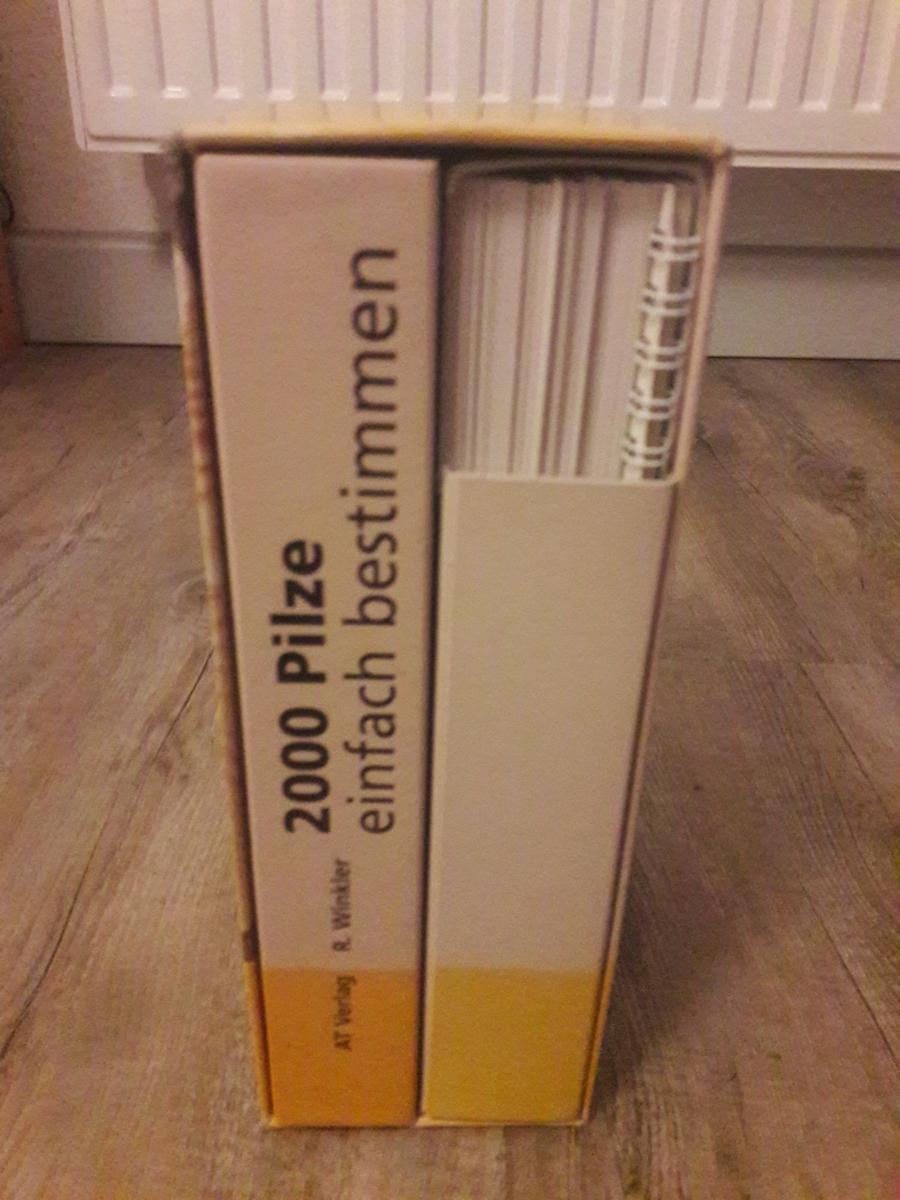 2000 Pilze
einfach bestimmen
R. Winkler
AT Verlag